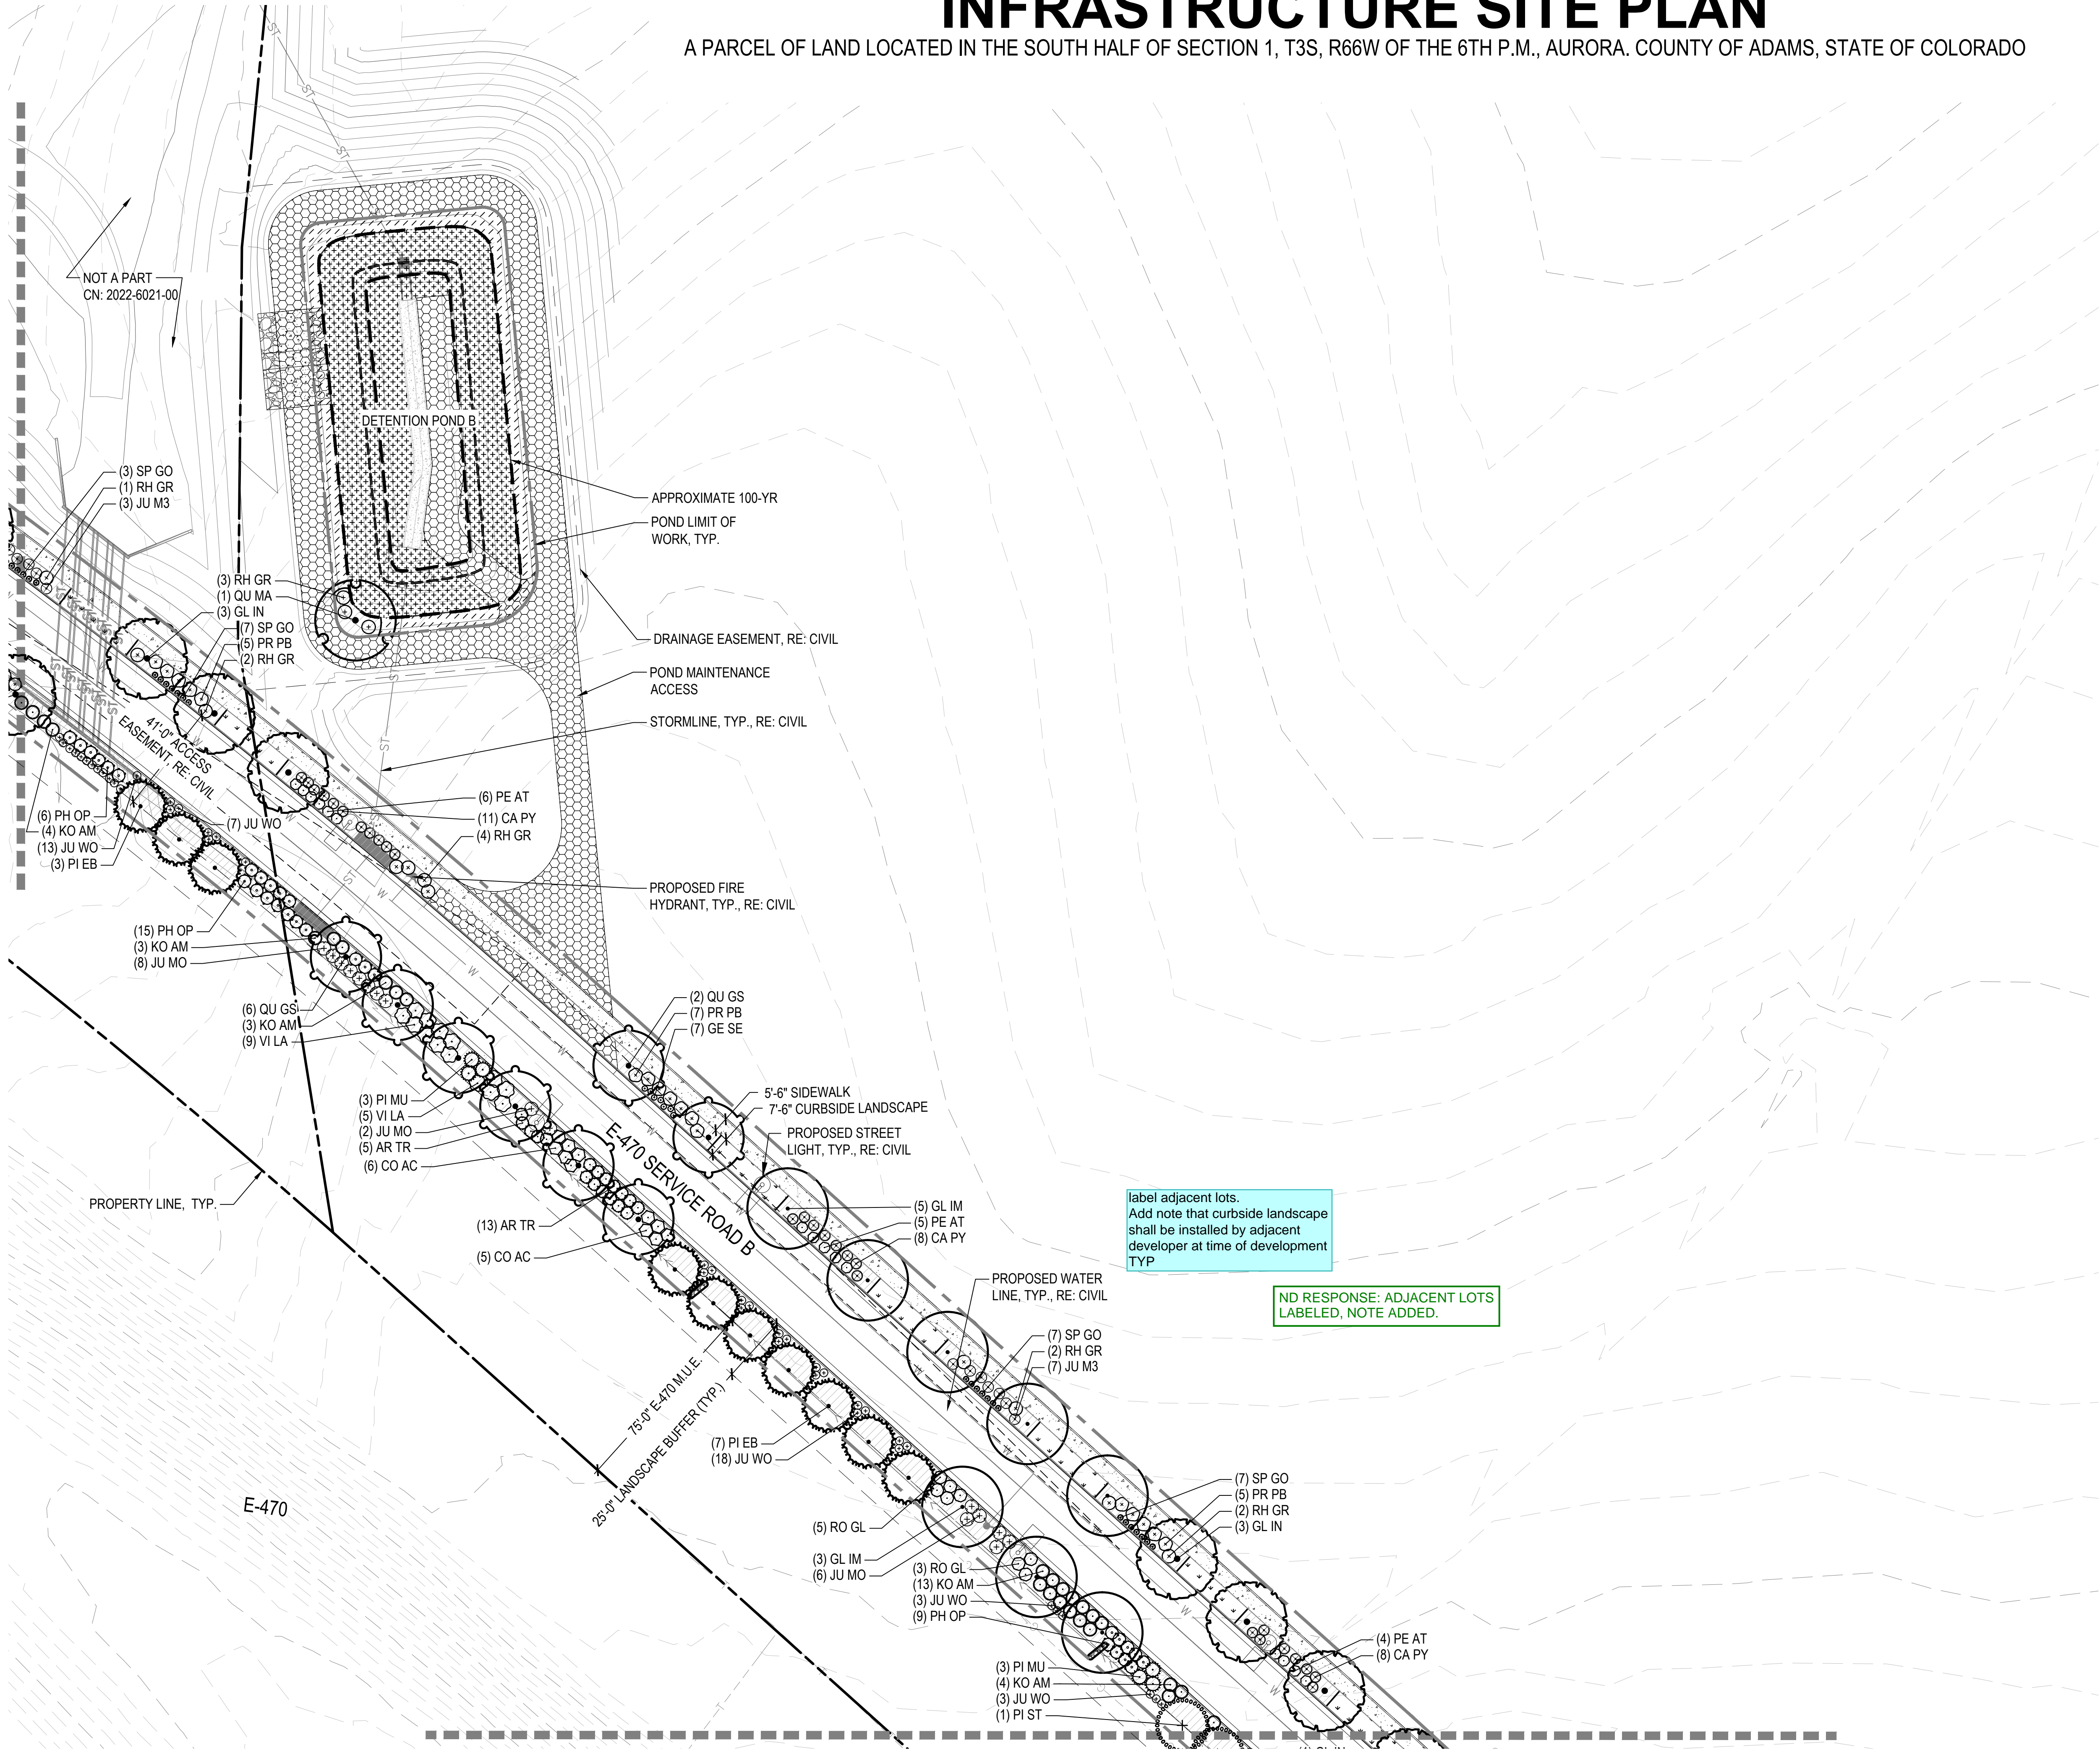 INFRASTRUCTURE SITE PLAN
A PARCEL OF LAND LOCATED IN THE SOUTH HALF OF SECTION 1, T3S, R66W OF THE 6TH P.M., AURORA. COUNTY OF ADAMS, STATE OF COLORADO
ST
ST
ST
NOT A PART
CN: 2022-6021-00
DETENTION POND B
(3) SP GO
(1) RH GR
(3) JU M3
APPROXIMATE 100-YR
POND LIMIT OF
WORK, TYP.
(3) RH GR
(1) QU MA
(3) GL IN
(7) SP GO
(5) PR PB
(2) RH GR
DRAINAGE EASEMENT, RE: CIVIL
POND MAINTENANCE
ACCESS
STORMLINE, TYP., RE: CIVIL
ST
ST
41'-0" ACCESS
EASEMENT, RE: CIVIL
W
W
(6) PE AT
(11) CA PY
(4) RH GR
(6) PH OP
(4) KO AM
(13) JU WO
(3) PI EB
(7) JU WO
PROPOSED FIRE
HYDRANT, TYP., RE: CIVIL
ST
W
(15) PH OP
(3) KO AM
(8) JU MO
W
(6) QU GS
(3) KO AM
(9) VI LA
(2) QU GS
(7) PR PB
(7) GE SE
W
(3) PI MU
(5) VI LA
(2) JU MO
(5) AR TR
(6) CO AC
5'-6" SIDEWALK
7'-6" CURBSIDE LANDSCAPE
PROPOSED STREET
LIGHT, TYP., RE: CIVIL
W
E-470 SERVICE ROAD B
PROPERTY LINE, TYP.
(13) AR TR
(5) CO AC
(5) GL IM
(5) PE AT
(8) CA PY
W
label adjacent lots.
Add note that curbside landscape
shall be installed by adjacent
developer at time of development
TYP
ND RESPONSE: ADJACENT LOTS
LABELED, NOTE ADDED.
PROPOSED WATER
LINE, TYP., RE: CIVIL
W
(7) SP GO
(2) RH GR
(7) JU M3
75'-0" E-470 M.U.E.
25'-0" LANDSCAPE BUFFER (TYP.)
(7) PI EB
(18) JU WO
W
E-470
(7) SP GO
(5) PR PB
(2) RH GR
(3) GL IN
(5) RO GL
(3) GL IM
(6) JU MO
W
(3) RO GL
(13) KO AM
(3) JU WO
(9) PH OP
W
(4) PE AT
(8) CA PY
(3) PI MU
(4) KO AM
(3) JU WO
(1) PI ST
W